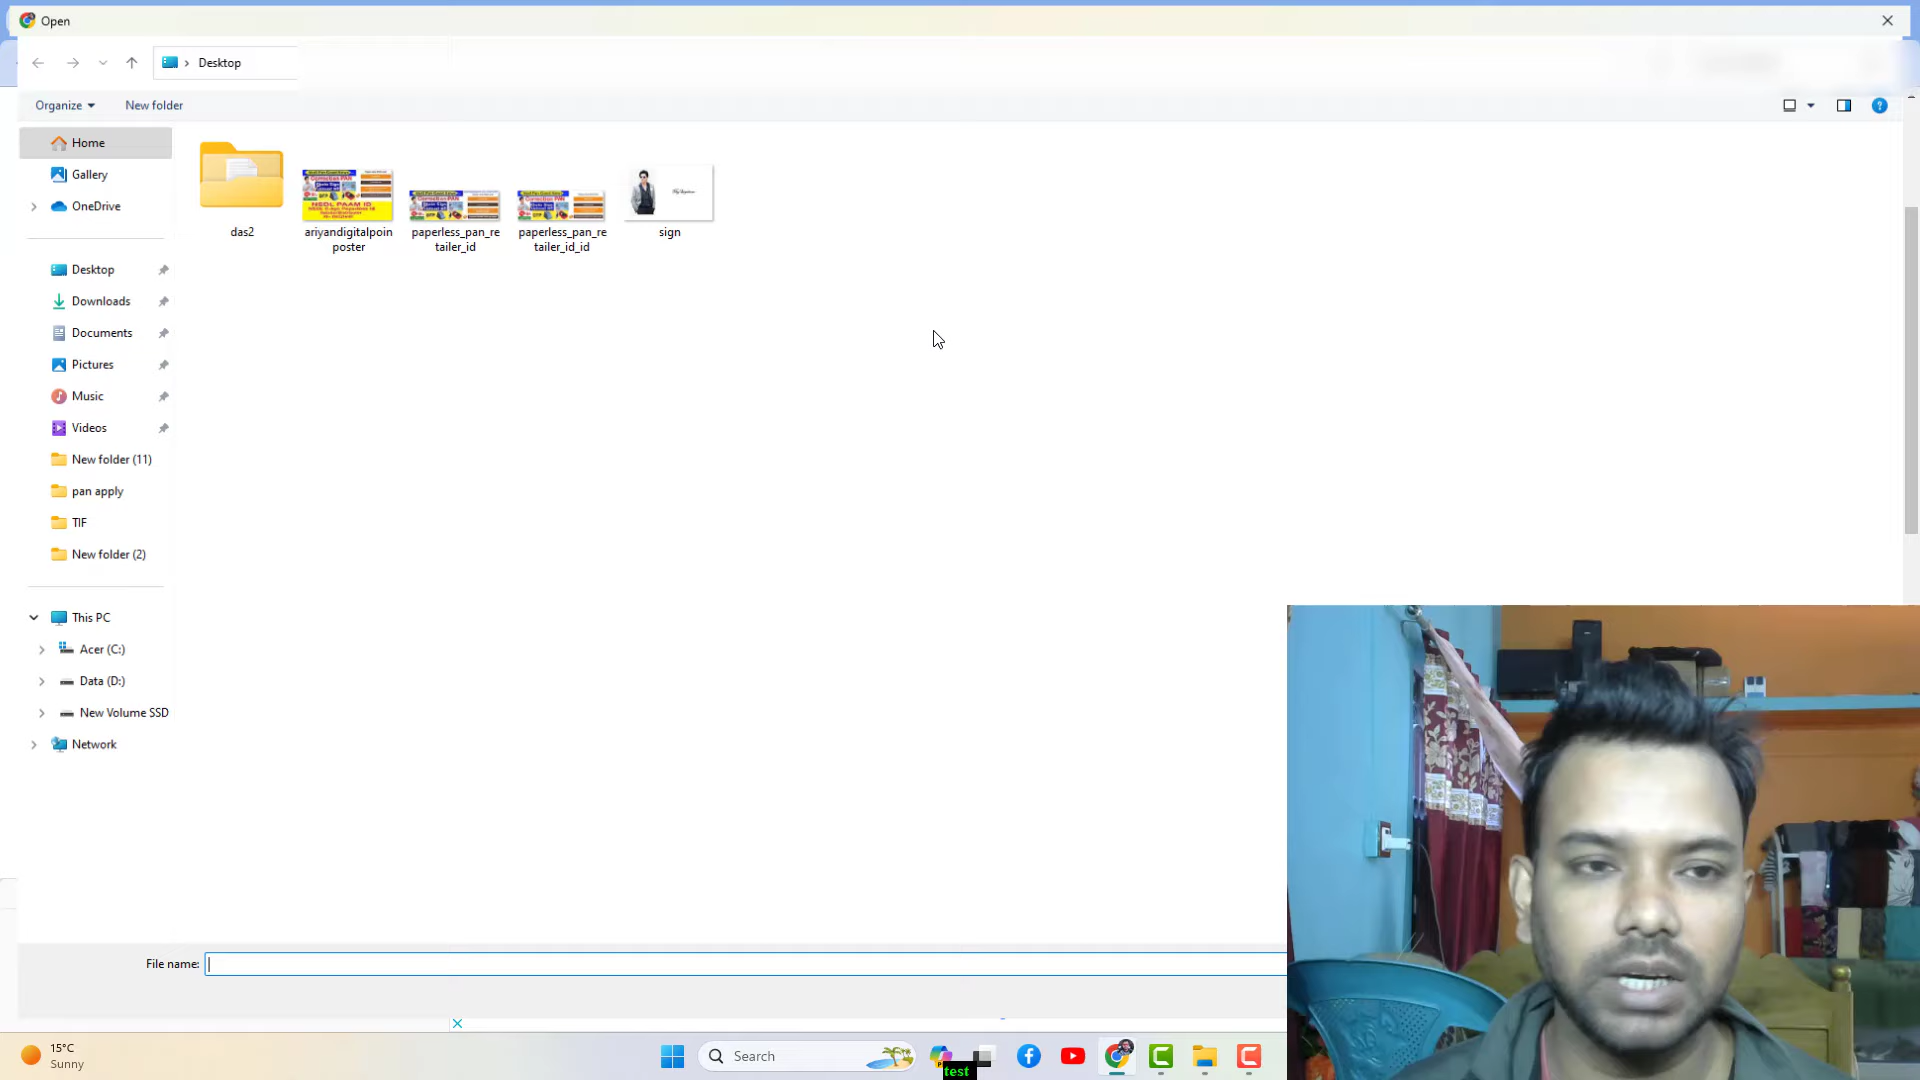 Open
Desktop
Organize
New folder
Home
Gallery
OneDrive
Desktop
Downloads
Documents
Pictures
Music
Videos
New folder (11)
pan apply
TIF
New folder (2)
This PC
Acer (C:)
Data (D:)
New Volume SSD
Network
das2
ariyandigitalpoin
poster
paperless_pan_re
tailer_id
paperless_pan_re
tailer_id_id
sign
File name:
15°C
Sunny
Search
test